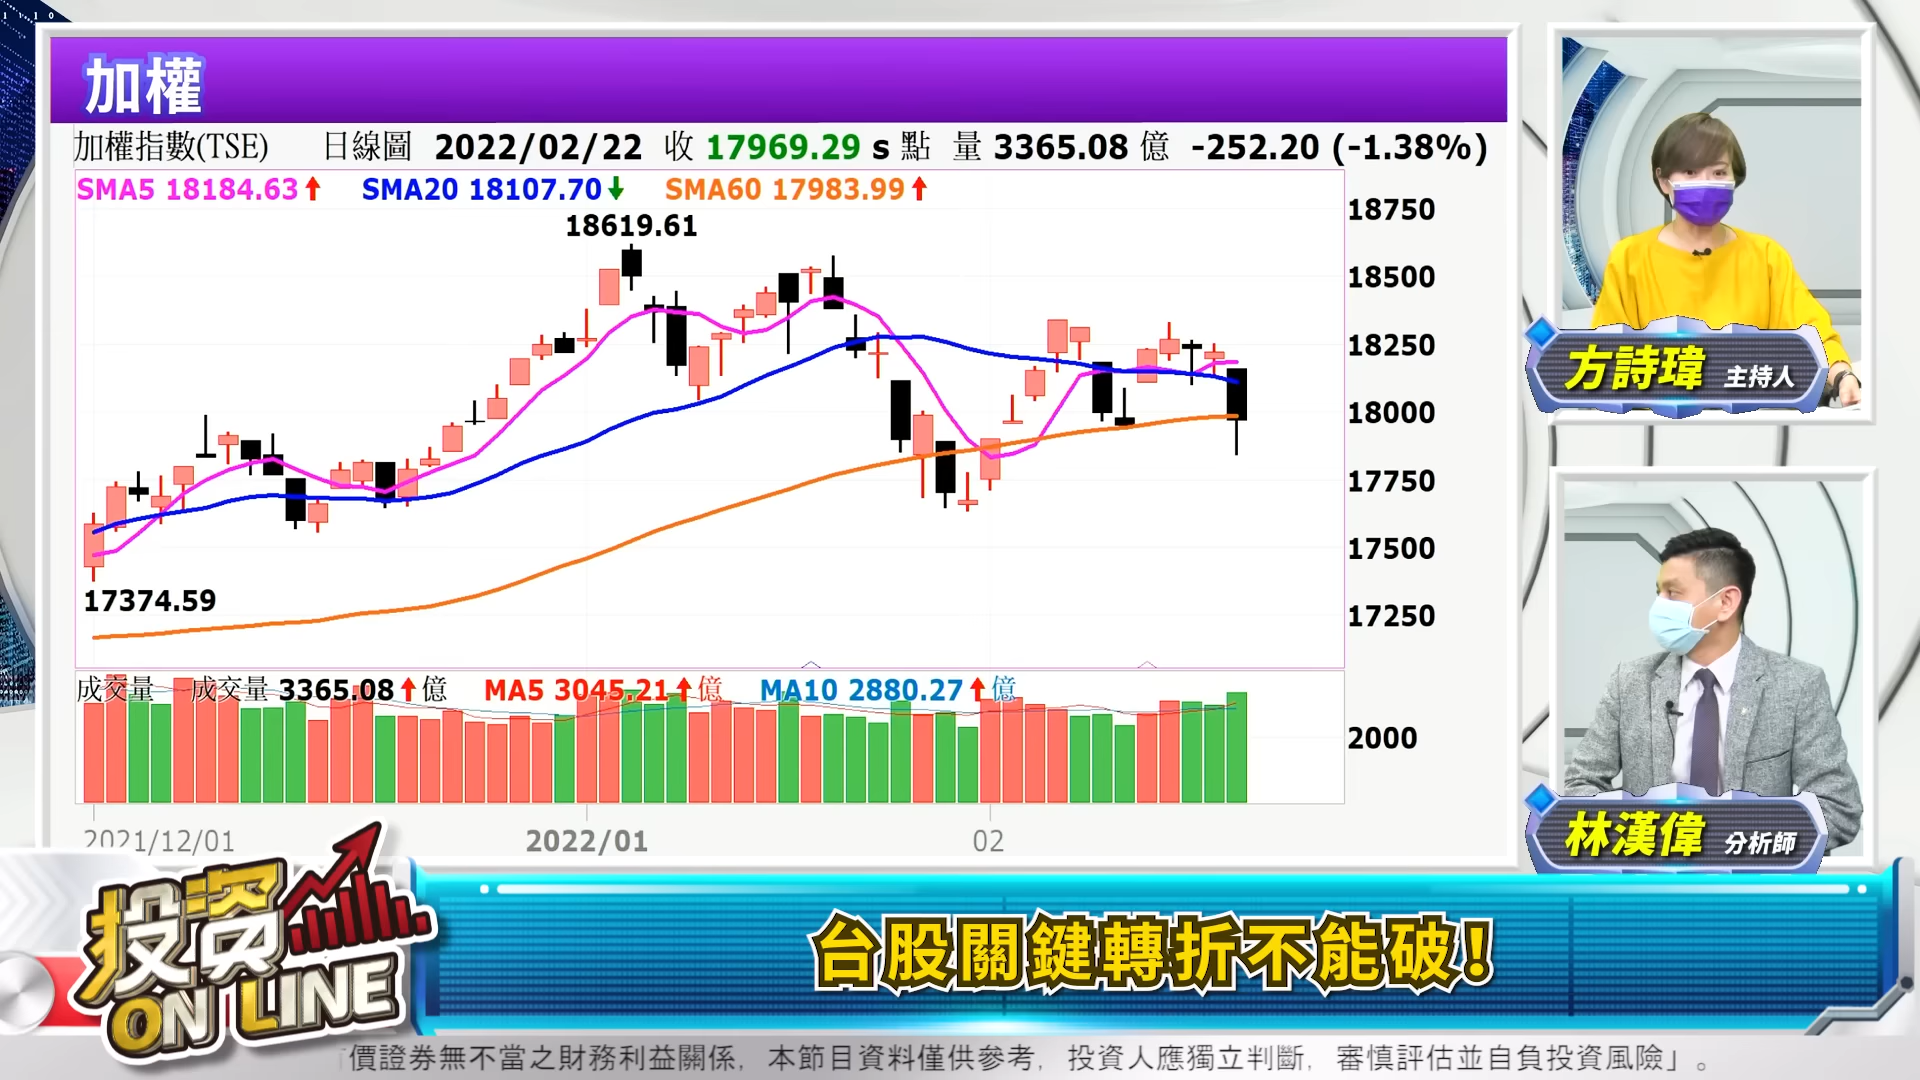 加權
加權指數(TSE) 日線圖 2022/02/22 收 17969.29 s 點 量 3365.08 億 -252.20 (-1.38%)
SMA5 18184.63↑ SMA20 18107.70↓ SMA60 17983.99↑
18619.61
18750
18500
18250
18000
17750
17500
17250
17374.59
成交量 成交量 3365.08↑億 MA5 3045.21↑億 MA10 2880.27↑億
2000
2021/12/01 2022/01 02
方詩瑋 主持人
林漢偉 分析師
投資
ON LINE
台股關鍵轉折不能破!
價證券無不當之財務利益關係, 本節目資料僅供參考, 投資人應獨立判斷, 審慎評估並自負投資風險」。